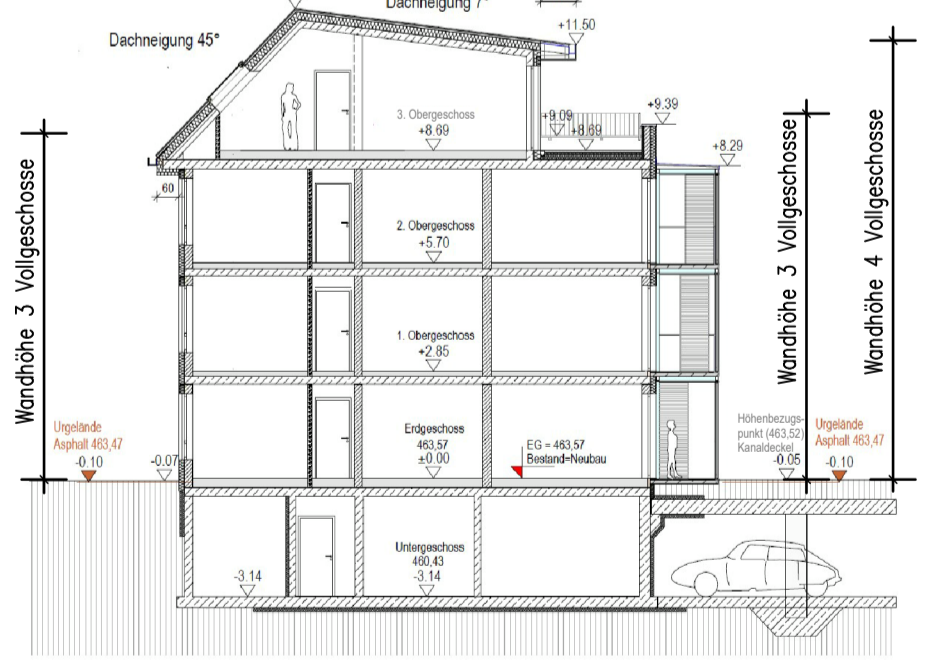 Dachneigung 7°
+11.50
Dachneigung 45°
+9.39
3. Obergeschoss
+8.69
+9.09
+8.69
+8.29
60
2. Obergeschoss
+5.70
1. Obergeschoss
+2.85
Wandhöhe 3 Vollgeschosse
Wandhöhe 3 Vollgeschosse
Wandhöhe 4 Vollgeschosse
Urgelände
Asphalt 463,47
-0.10
-0.07
Erdgeschoss
463,57
±0.00
EG = 463,57
Bestand=Neubau
Höhenbezugs-
punkt (463,52)
Kanaldeckel
-0.05
Urgelände
Asphalt 463,47
-0.10
Untergeschoss
460,43
-3.14
-3.14